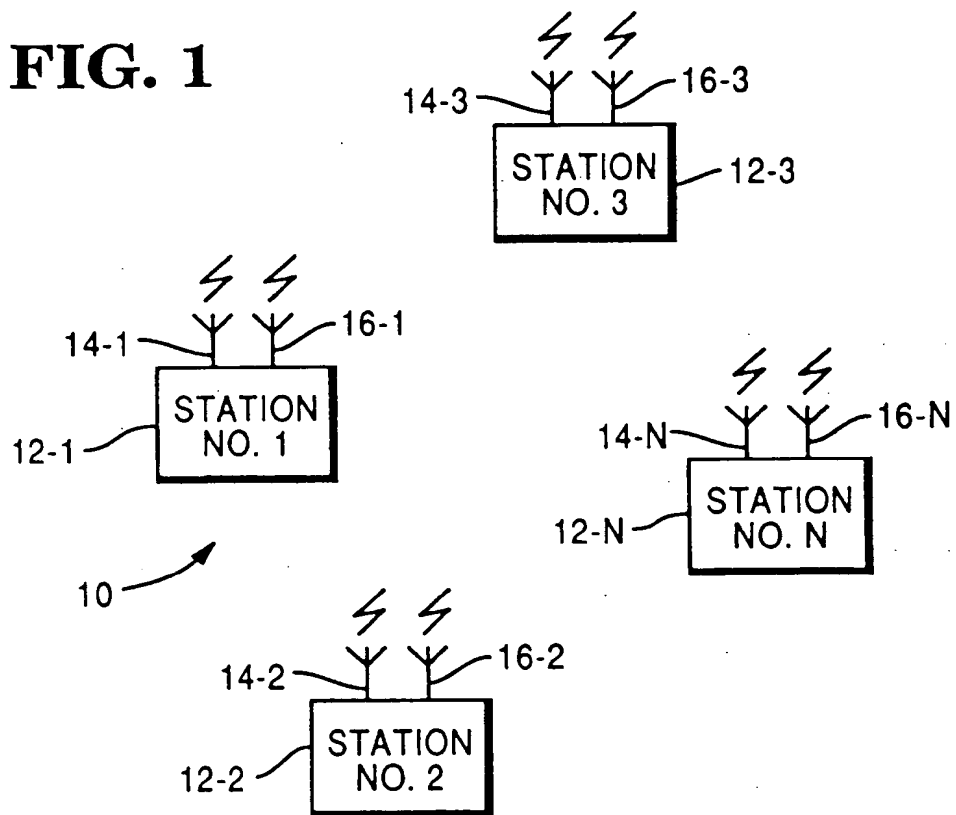 FIG. 1
14-3
16-3
STATION
NO. 3
12-3
14-1
16-1
STATION
NO. 1
12-1
14-N
16-N
STATION
NO. N
12-N
10
14-2
16-2
STATION
NO. 2
12-2